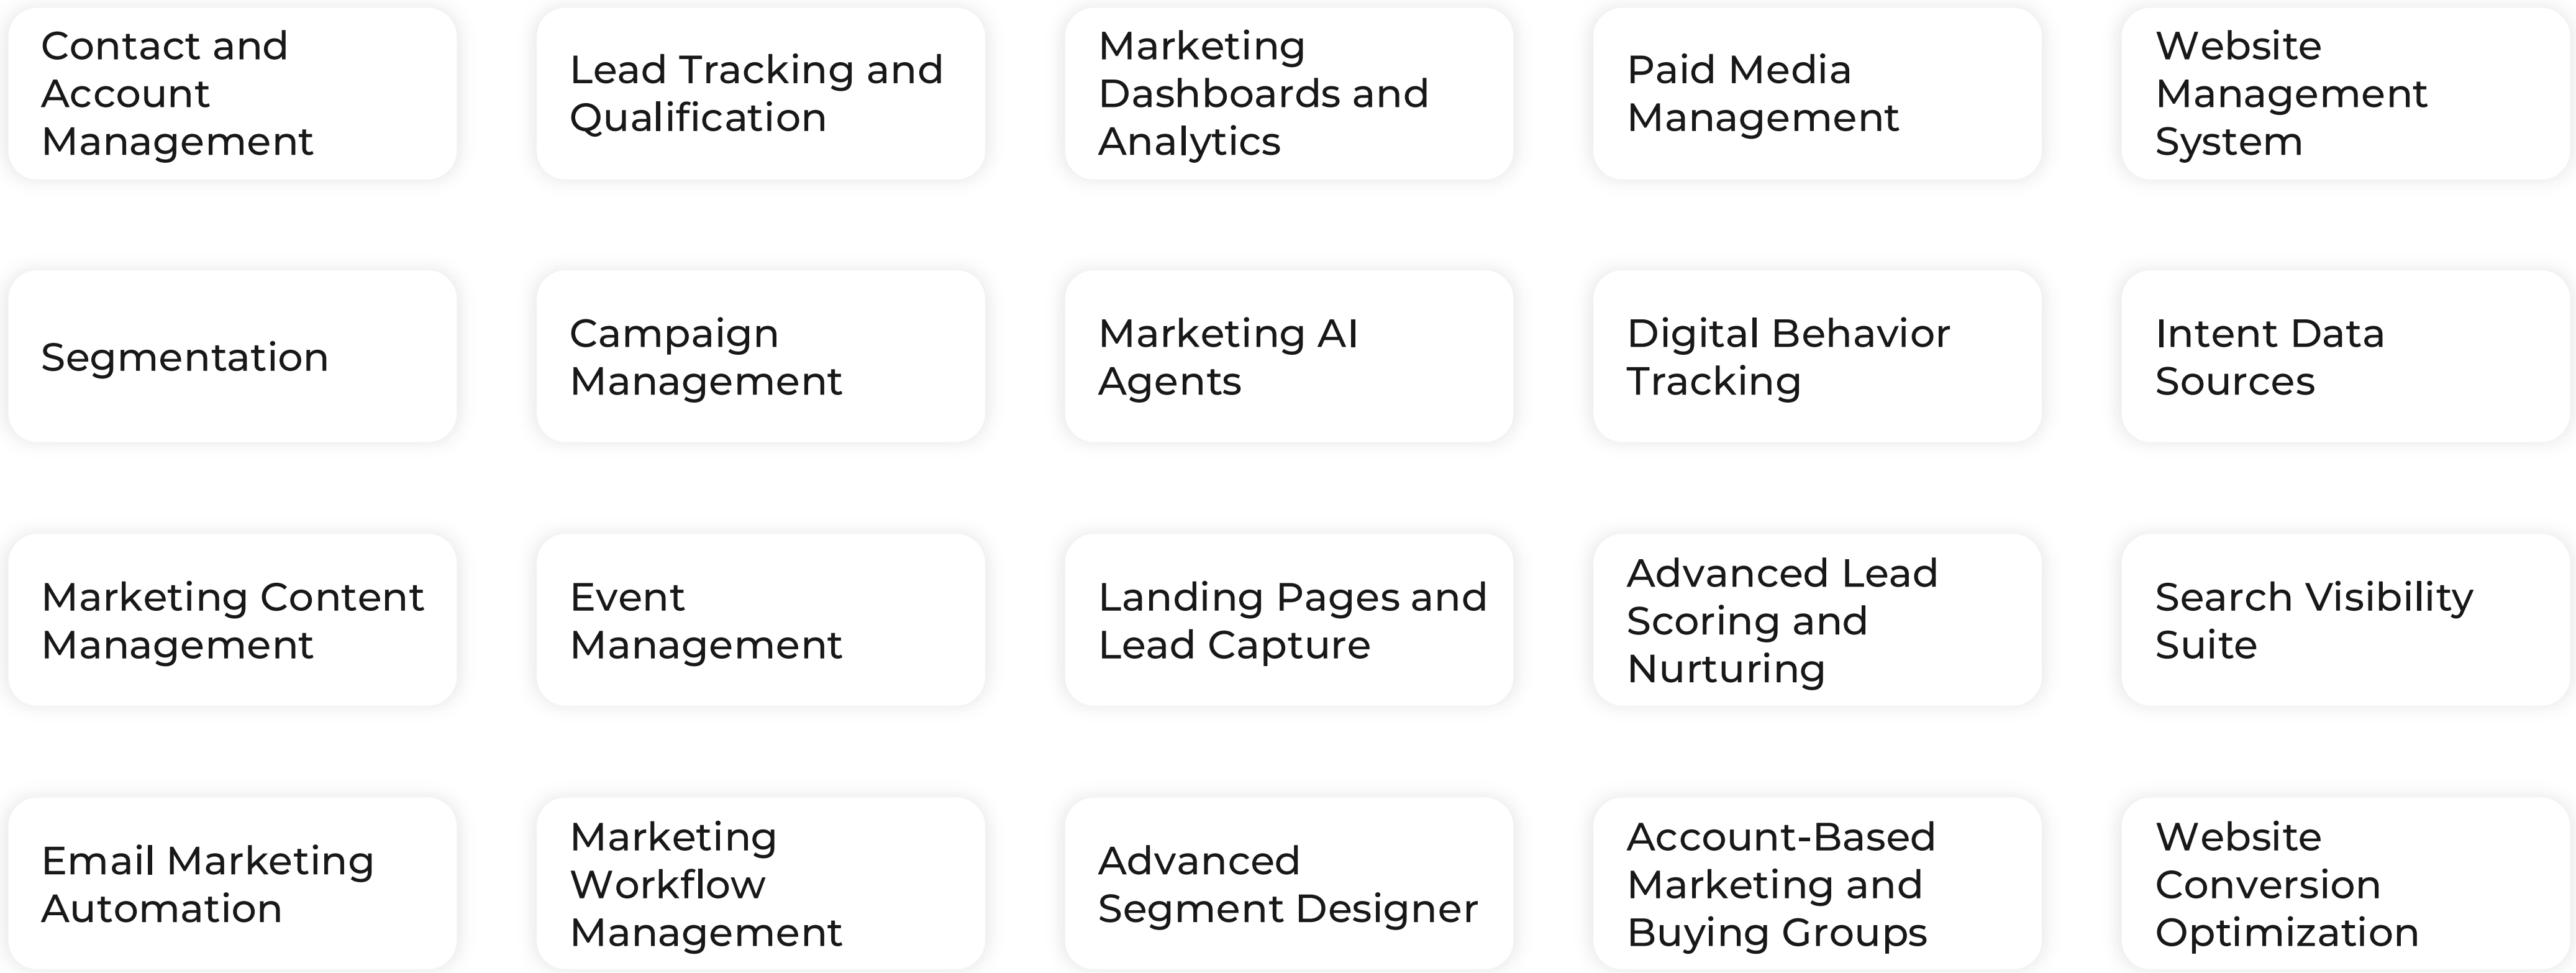 Contact and
Account
Management
Lead Tracking and
Qualification
Marketing
Dashboards and
Analytics
Paid Media
Management
Website
Management
System
Segmentation
Campaign
Management
Marketing AI
Agents
Digital Behavior
Tracking
Intent Data
Sources
Marketing Content
Management
Event
Management
Landing Pages and
Lead Capture
Advanced Lead
Scoring and
Nurturing
Search Visibility
Suite
Email Marketing
Automation
Marketing
Workflow
Management
Advanced
Segment Designer
Account-Based
Marketing and
Buying Groups
Website
Conversion
Optimization